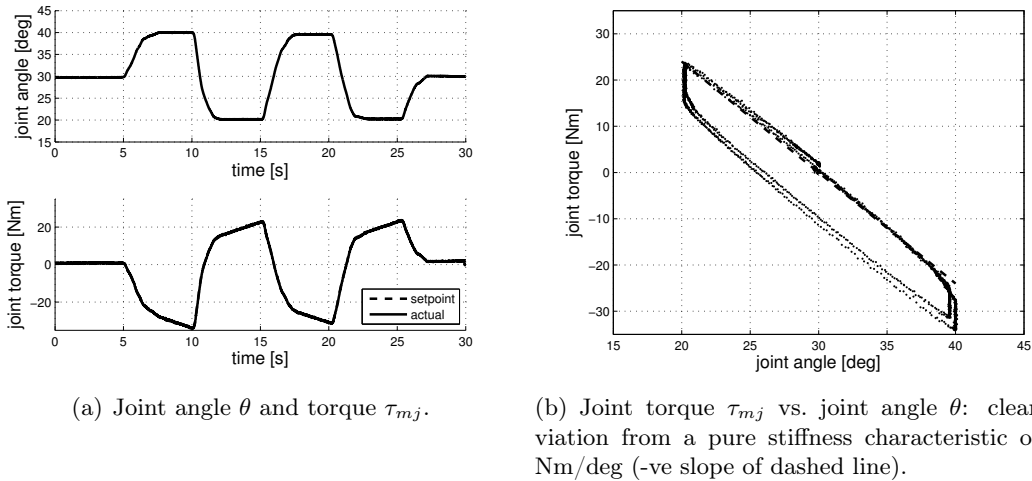 joint angle [deg]
45
40
35
30
25
20
15
0 5 10 15 20 25 30
time [s]
joint torque [Nm]
20
0
−20
setpoint
actual
0 5 10 15 20 25 30
time [s]
(a) Joint angle θ and torque τmj.
joint torque [Nm]
30
20
10
0
−10
−20
−30
15 20 25 30 35 40 45
joint angle [deg]
(b) Joint torque τmj vs. joint angle θ: clear
viation from a pure stiffness characteristic
Nm/deg (-ve slope of dashed line).